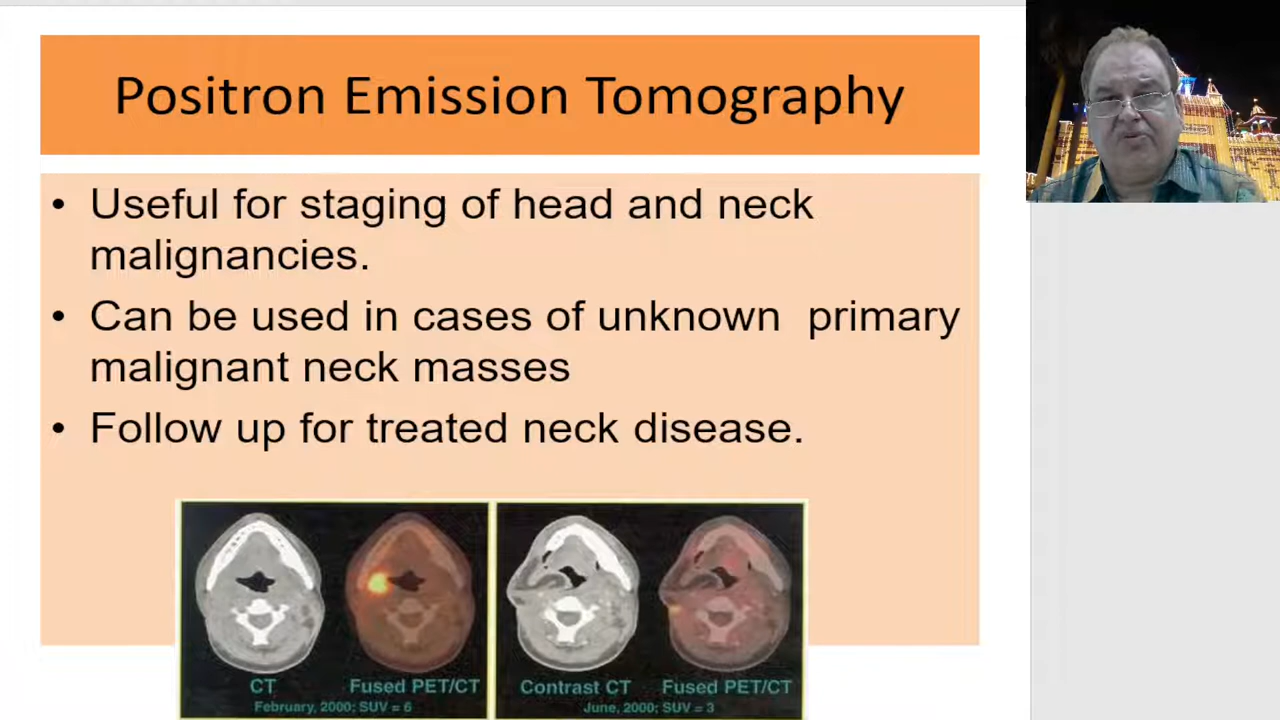 Positron Emission Tomography
• Useful for staging of head and neck
malignancies.
• Can be used in cases of unknown  primary
malignant neck masses
• Follow up for treated neck disease.
CT
Fused PET/CT
February, 2000; SUV = 6
Contrast CT
Fused PET/CT
June, 2000; SUV = 3